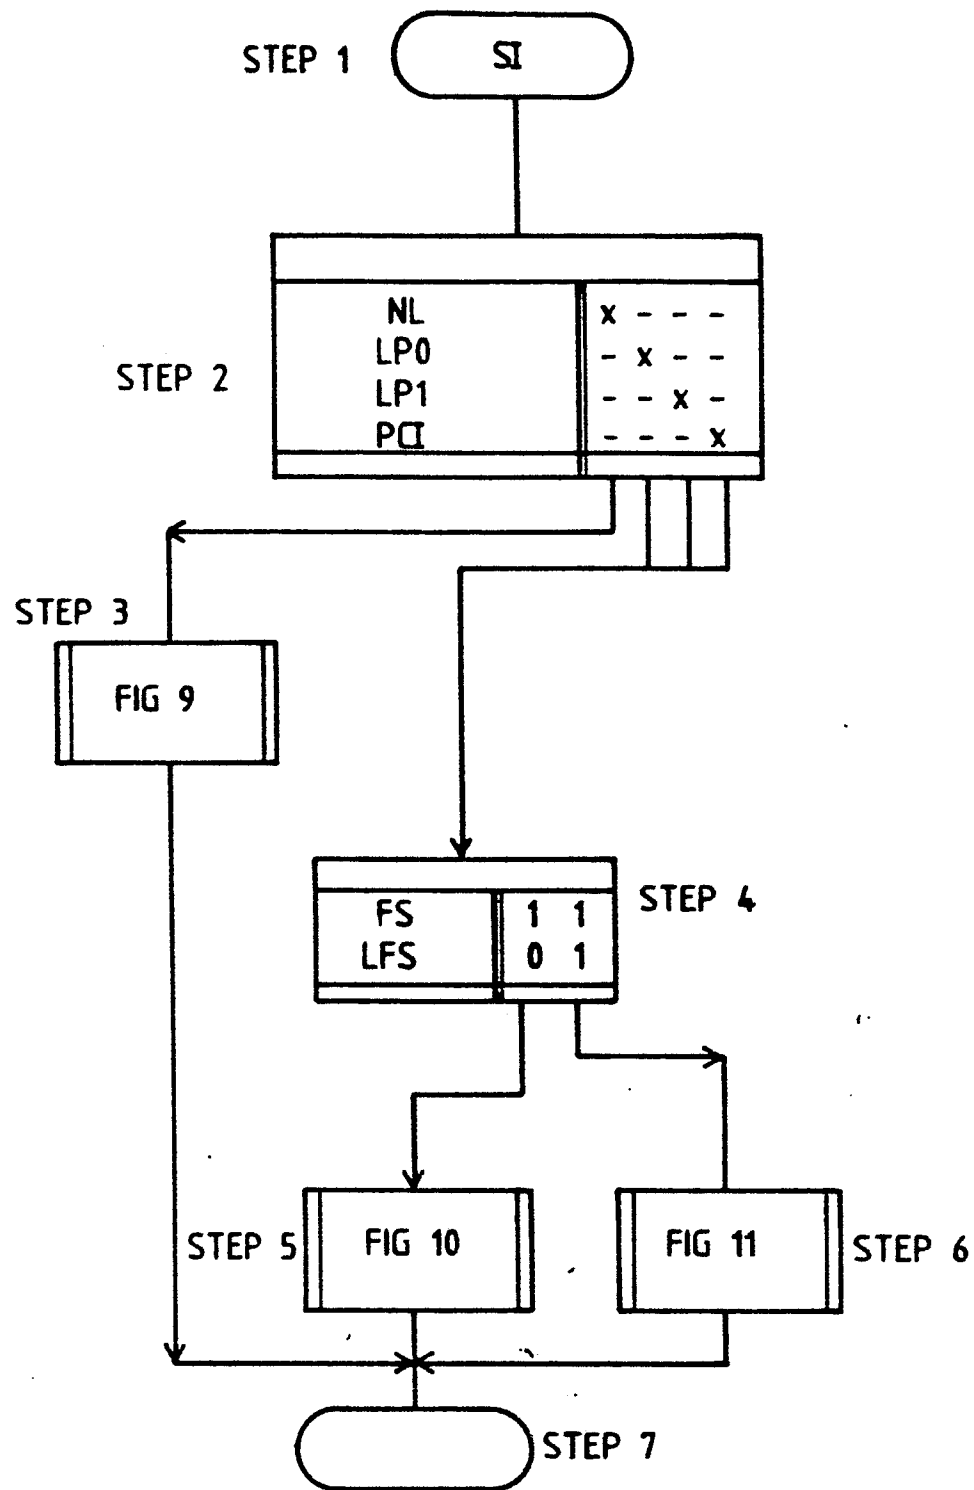 STEP 1
SI
STEP 2
NL x - - -
LP0 - x - -
LP1 - - x -
PCI - - - x
STEP 3
FIG 9
STEP 4
FS 1 1
LFS 0 1
STEP 5
FIG 10
FIG 11
STEP 6
STEP 7